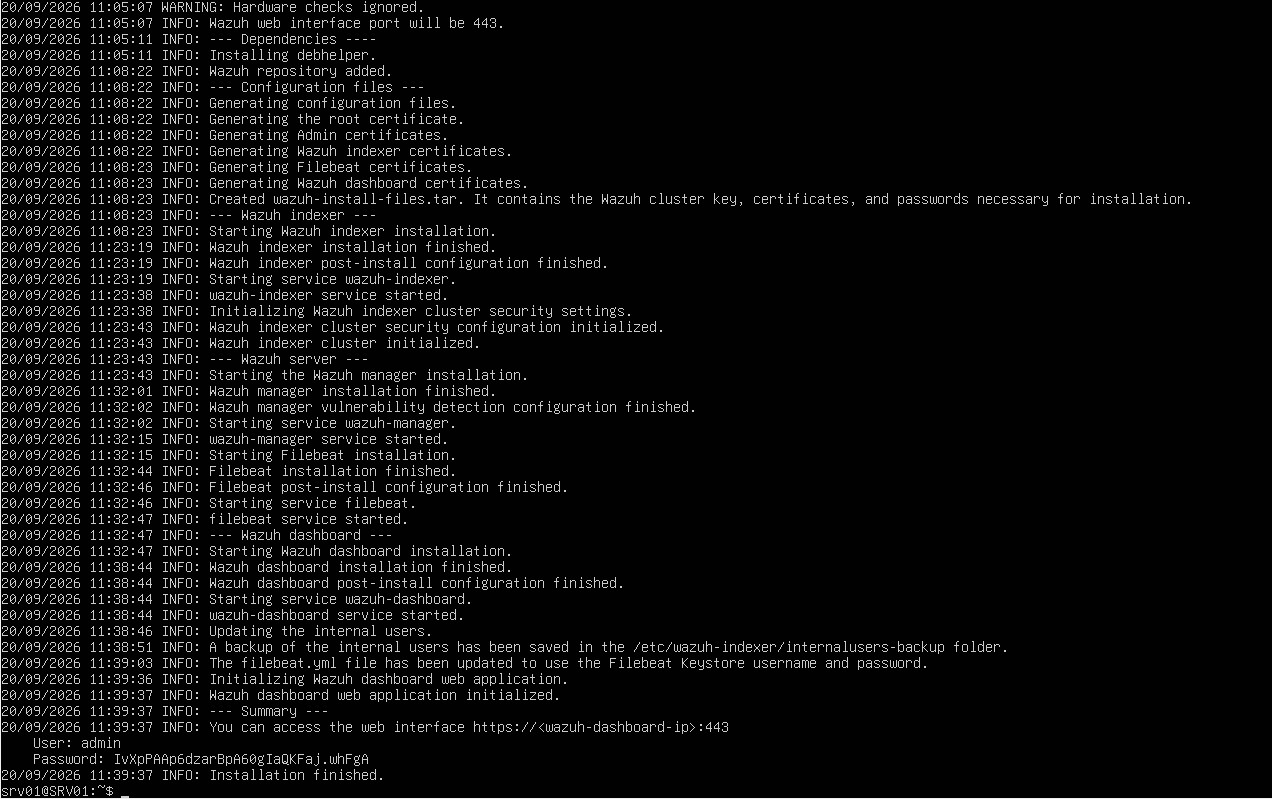 20/09/2026 11:05:07 WARNING: Hardware checks ignored.
20/09/2026 11:05:07 INFO: Wazuh web interface port will be 443.
20/09/2026 11:05:11 INFO: --- Dependencies ----
20/09/2026 11:05:11 INFO: Installing debhelper.
20/09/2026 11:08:22 INFO: Wazuh repository added.
20/09/2026 11:08:22 INFO: --- Configuration files ---
20/09/2026 11:08:22 INFO: Generating configuration files.
20/09/2026 11:08:22 INFO: Generating the root certificate.
20/09/2026 11:08:22 INFO: Generating Admin certificates.
20/09/2026 11:08:22 INFO: Generating Wazuh indexer certificates.
20/09/2026 11:08:23 INFO: Generating Filebeat certificates.
20/09/2026 11:08:23 INFO: Generating Wazuh dashboard certificates.
20/09/2026 11:08:23 INFO: Created wazuh-install-files.tar. It contains the Wazuh cluster key, certificates, and passwords necessary for installation.
20/09/2026 11:08:23 INFO: --- Wazuh indexer ---
20/09/2026 11:08:23 INFO: Starting Wazuh indexer installation.
20/09/2026 11:23:19 INFO: Wazuh indexer installation finished.
20/09/2026 11:23:19 INFO: Wazuh indexer post-install configuration finished.
20/09/2026 11:23:19 INFO: Starting service wazuh-indexer.
20/09/2026 11:23:38 INFO: wazuh-indexer service started.
20/09/2026 11:23:38 INFO: Initializing Wazuh indexer cluster security settings.
20/09/2026 11:23:43 INFO: Wazuh indexer cluster security configuration initialized.
20/09/2026 11:23:43 INFO: Wazuh indexer cluster initialized.
20/09/2026 11:23:43 INFO: --- Wazuh server ---
20/09/2026 11:23:43 INFO: Starting the Wazuh manager installation.
20/09/2026 11:32:01 INFO: Wazuh manager installation finished.
20/09/2026 11:32:02 INFO: Wazuh manager vulnerability detection configuration finished.
20/09/2026 11:32:02 INFO: Starting service wazuh-manager.
20/09/2026 11:32:15 INFO: wazuh-manager service started.
20/09/2026 11:32:15 INFO: Starting Filebeat installation.
20/09/2026 11:32:44 INFO: Filebeat installation finished.
20/09/2026 11:32:46 INFO: Filebeat post-install configuration finished.
20/09/2026 11:32:46 INFO: Starting service filebeat.
20/09/2026 11:32:47 INFO: filebeat service started.
20/09/2026 11:32:47 INFO: --- Wazuh dashboard ---
20/09/2026 11:32:47 INFO: Starting Wazuh dashboard installation.
20/09/2026 11:38:44 INFO: Wazuh dashboard installation finished.
20/09/2026 11:38:44 INFO: Wazuh dashboard post-install configuration finished.
20/09/2026 11:38:44 INFO: Starting service wazuh-dashboard.
20/09/2026 11:38:44 INFO: wazuh-dashboard service started.
20/09/2026 11:38:46 INFO: Updating the internal users.
20/09/2026 11:38:51 INFO: A backup of the internal users has been saved in the /etc/wazuh-indexer/internalusers-backup folder.
20/09/2026 11:39:03 INFO: The filebeat.yml file has been updated to use the Filebeat Keystore username and password.
20/09/2026 11:39:36 INFO: Initializing Wazuh dashboard web application.
20/09/2026 11:39:37 INFO: Wazuh dashboard web application initialized.
20/09/2026 11:39:37 INFO: --- Summary ---
20/09/2026 11:39:37 INFO: You can access the web interface https://<wazuh-dashboard-ip>:443
    User: admin
    Password: IvXpPAAp6dzarBpA60gIaQKFaj.whFgA
20/09/2026 11:39:37 INFO: Installation finished.
srv01@SRV01:~$ _